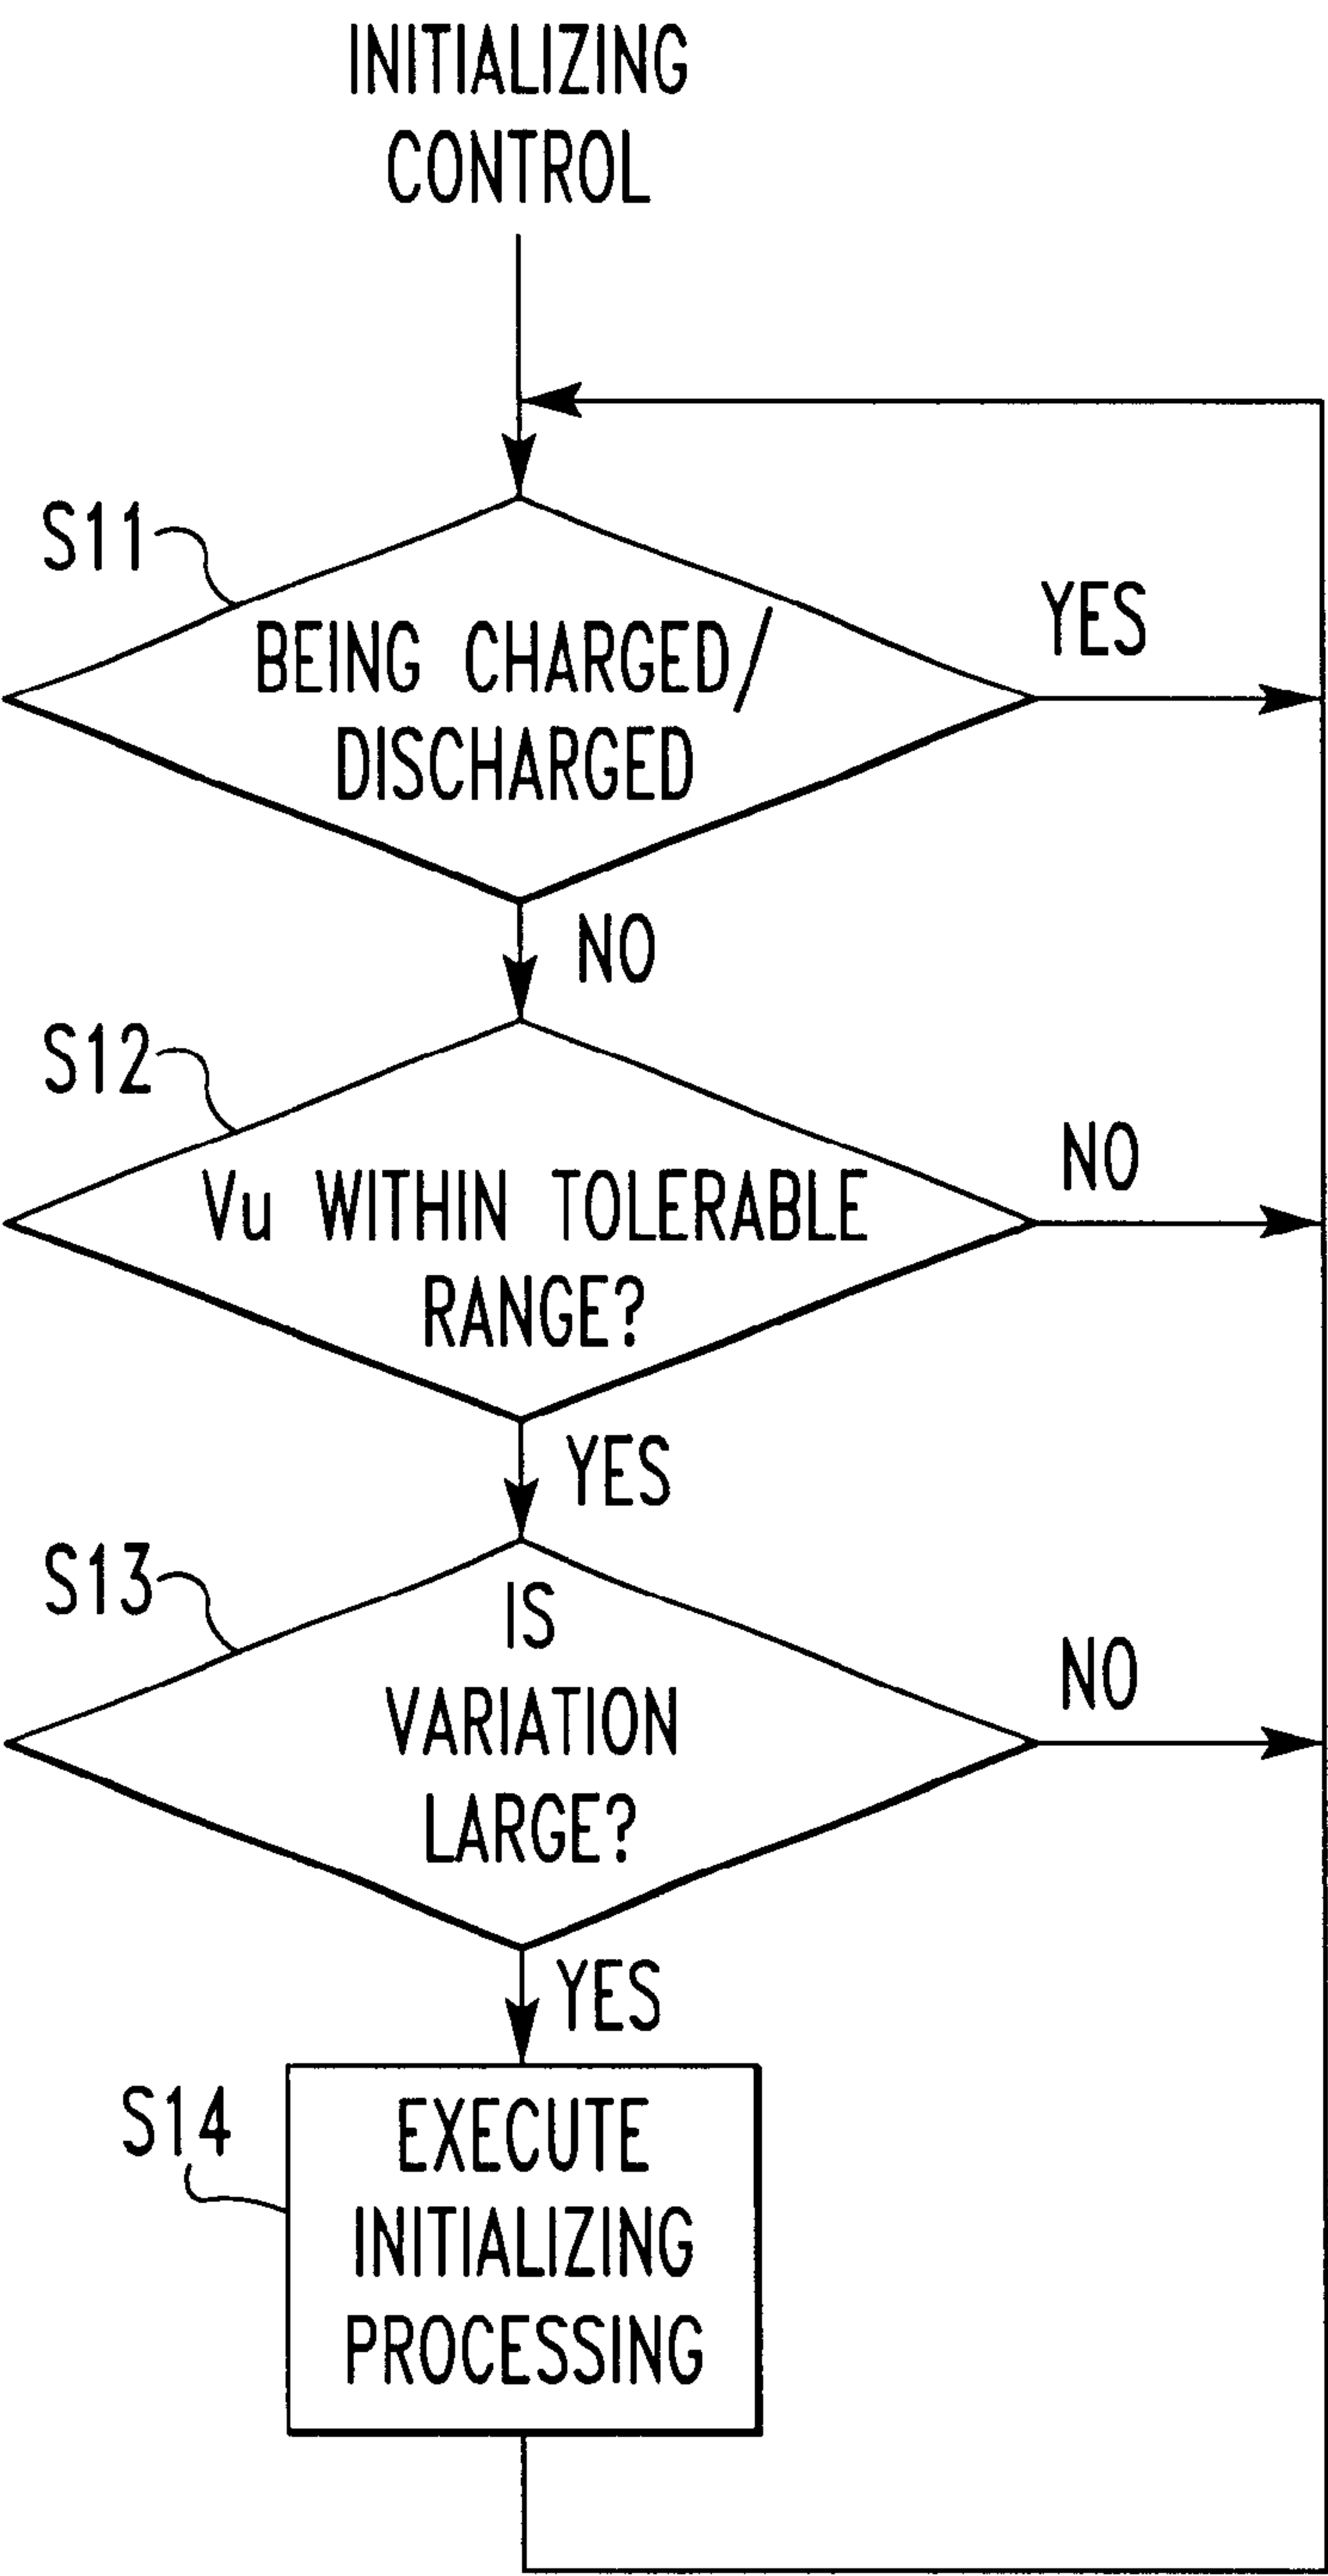 INITIALIZING
CONTROL
S11
BEING CHARGED/
DISCHARGED
YES
NO
S12
Vu WITHIN TOLERABLE
RANGE?
NO
YES
S13
IS
VARIATION
LARGE?
NO
YES
S14
EXECUTE
INITIALIZING
PROCESSING